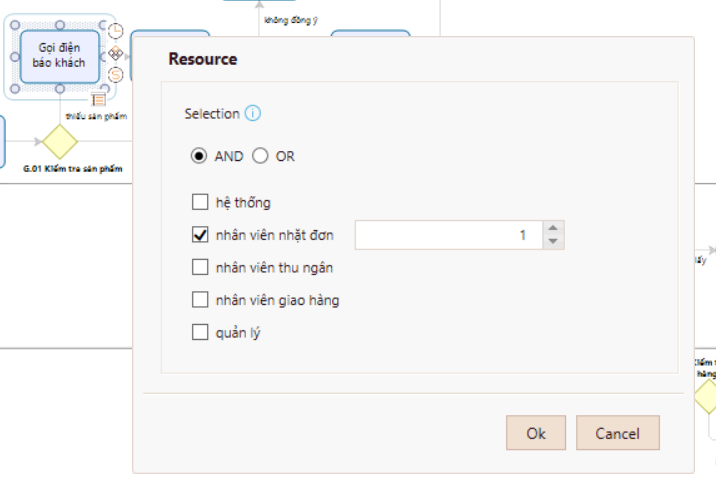 không đồng ý
Gọi điện
báo khách
thiếu sản phẩm
G.01 Kiểm tra sản phẩm
Resource
Selection
AND
OR
hệ thống
nhân viên nhặt đơn
1
nhân viên thu ngân
nhân viên giao hàng
quản lý
Ok
Cancel
hàng